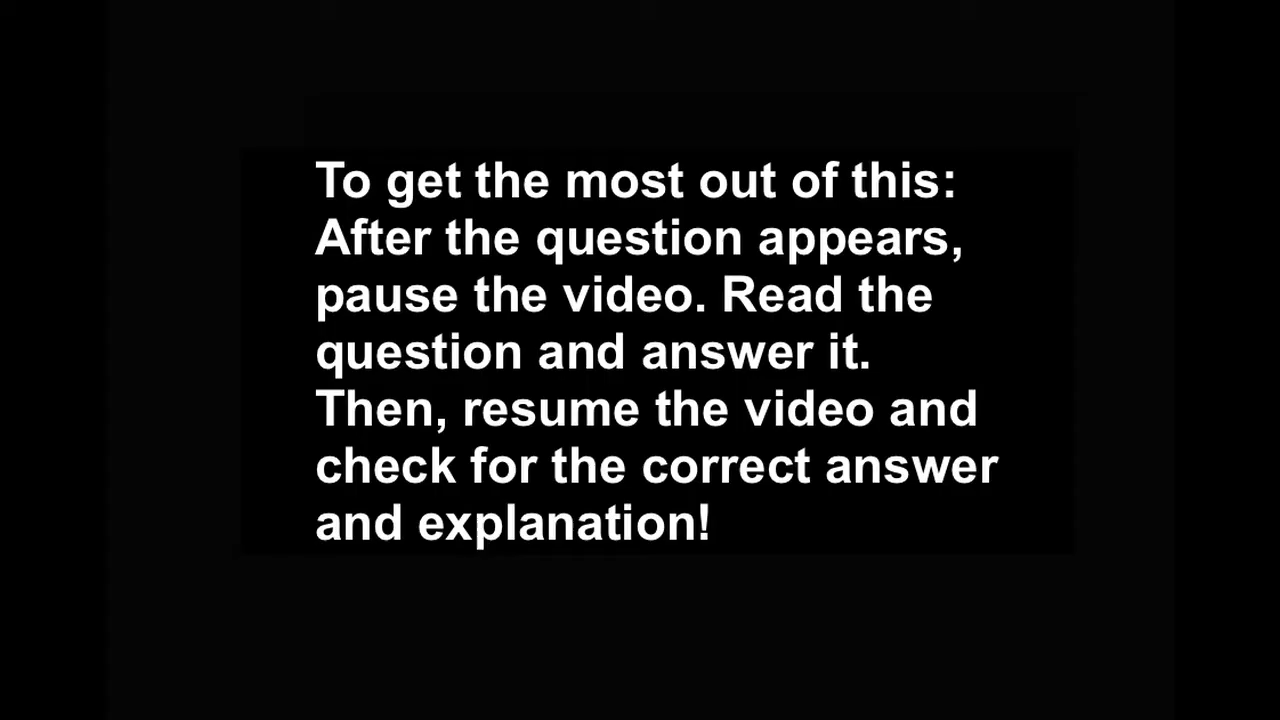 To get the most out of this:
After the question appears,
pause the video. Read the
question and answer it.
Then, resume the video and
check for the correct answer
and explanation!